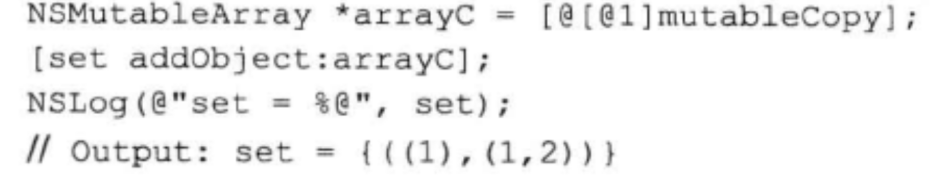 NSMutableArray *arrayC = [@[@1]mutableCopy];
[set addObject:arrayC];
NSLog(@"set = %@", set);
// Output: set = {((1),(1,2))}